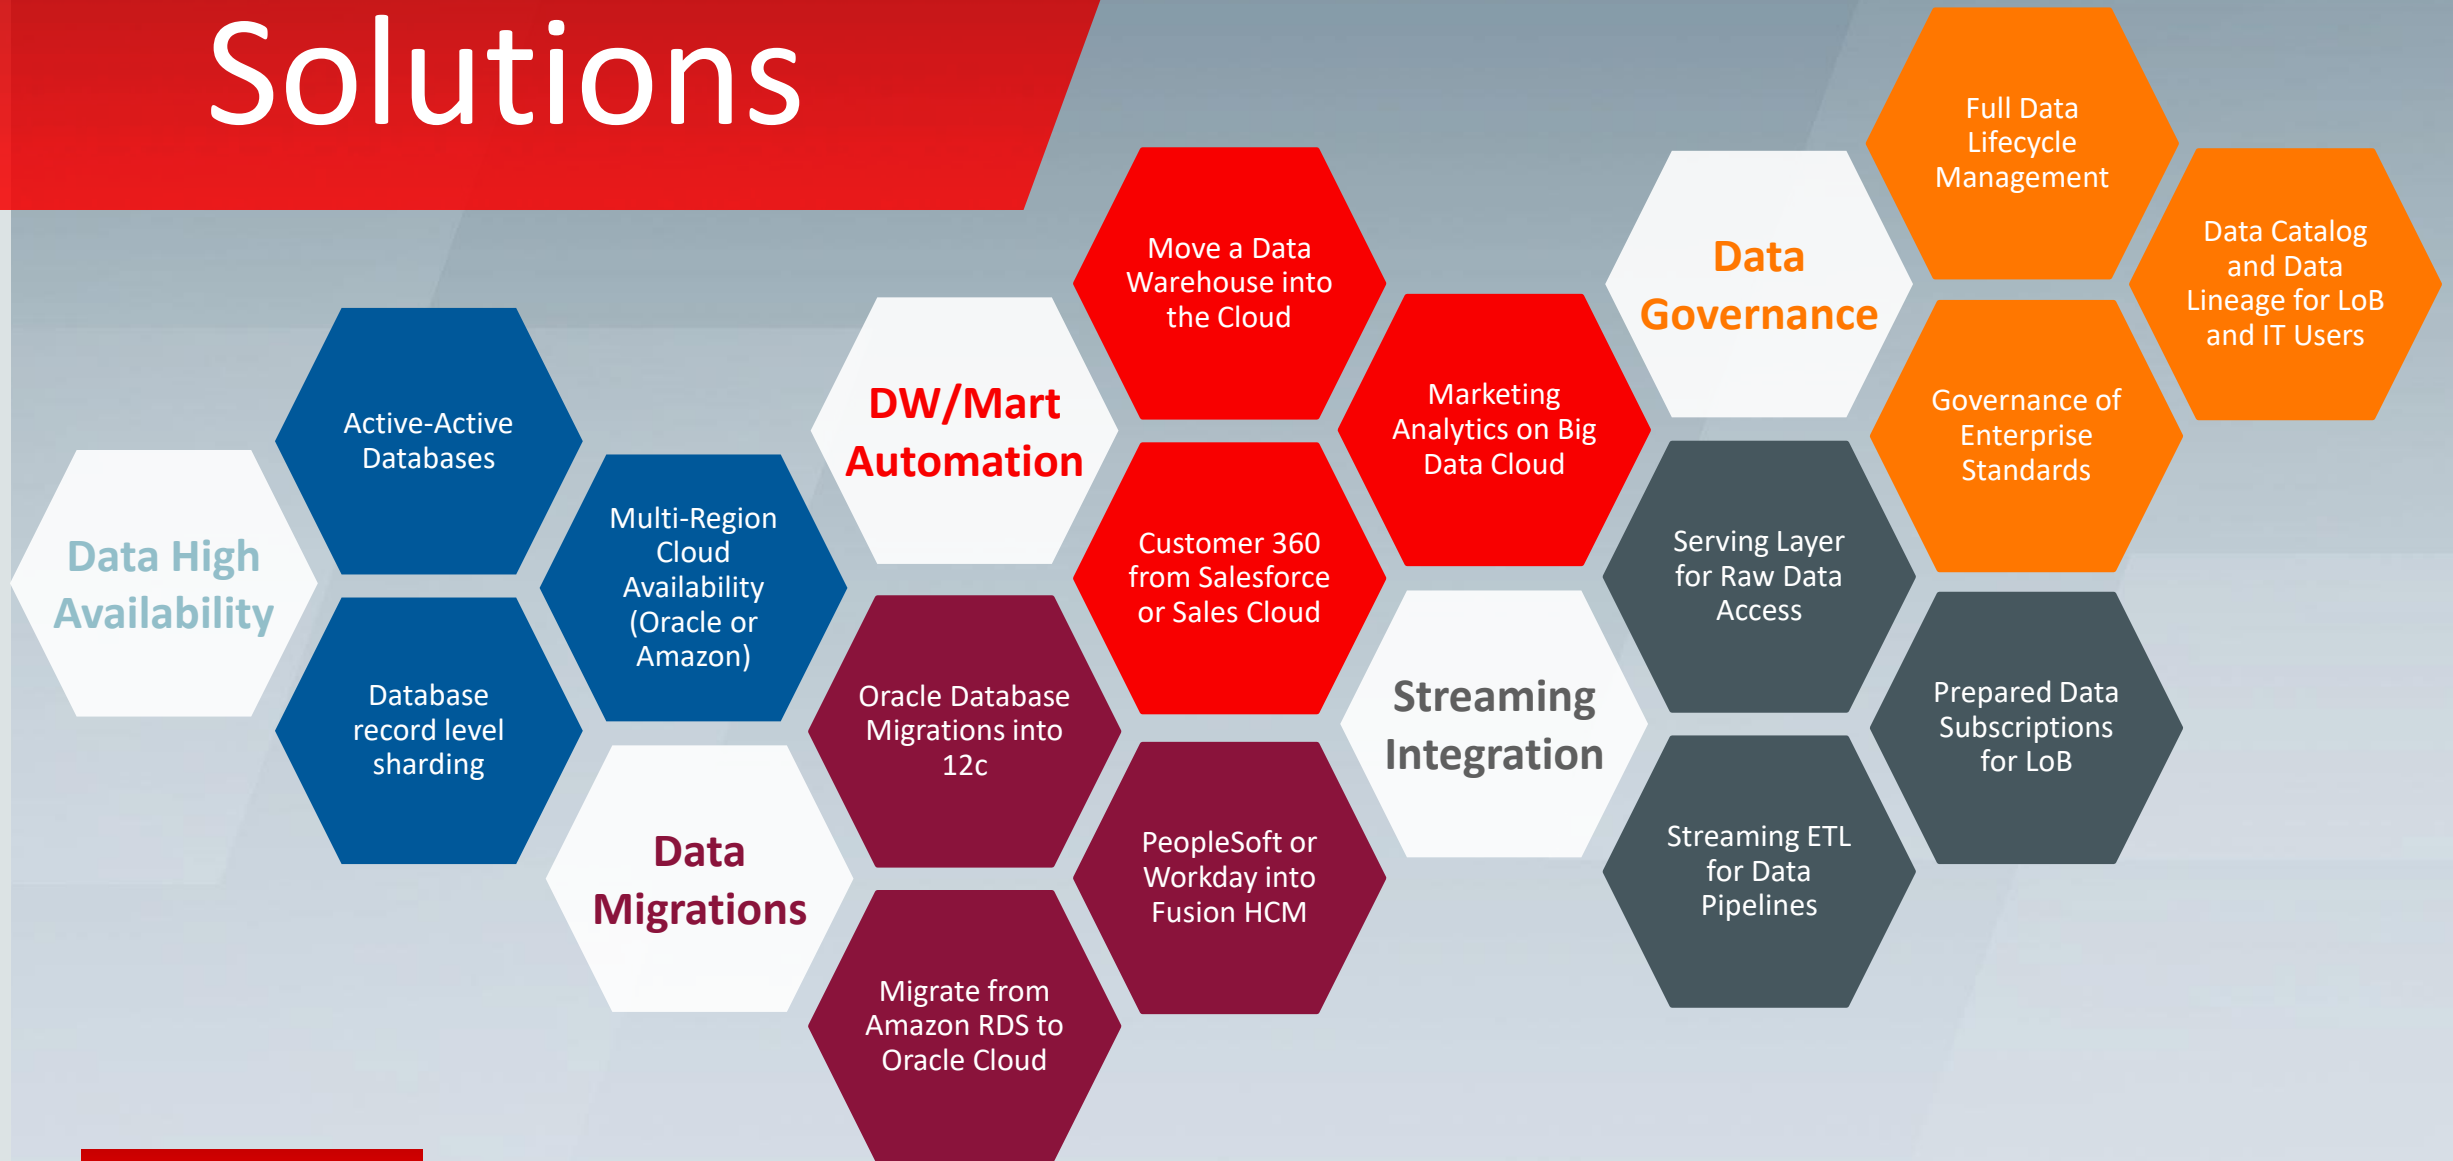 Solutions
Data High
Availability
Active-Active
Databases
Database
record level
sharding
Multi-Region
Cloud
Availability
(Oracle or
Amazon)
DW/Mart
Automation
Move a Data
Warehouse into
the Cloud
Customer 360
from Salesforce
or Sales Cloud
Marketing
Analytics on Big
Data Cloud
Data
Migrations
Oracle Database
Migrations into
12c
Migrate from
Amazon RDS to
Oracle Cloud
PeopleSoft or
Workday into
Fusion HCM
Data
Governance
Full Data
Lifecycle
Management
Governance of
Enterprise
Standards
Data Catalog
and Data
Lineage for LoB
and IT Users
Streaming
Integration
Serving Layer
for Raw Data
Access
Streaming ETL
for Data
Pipelines
Prepared Data
Subscriptions
for LoB